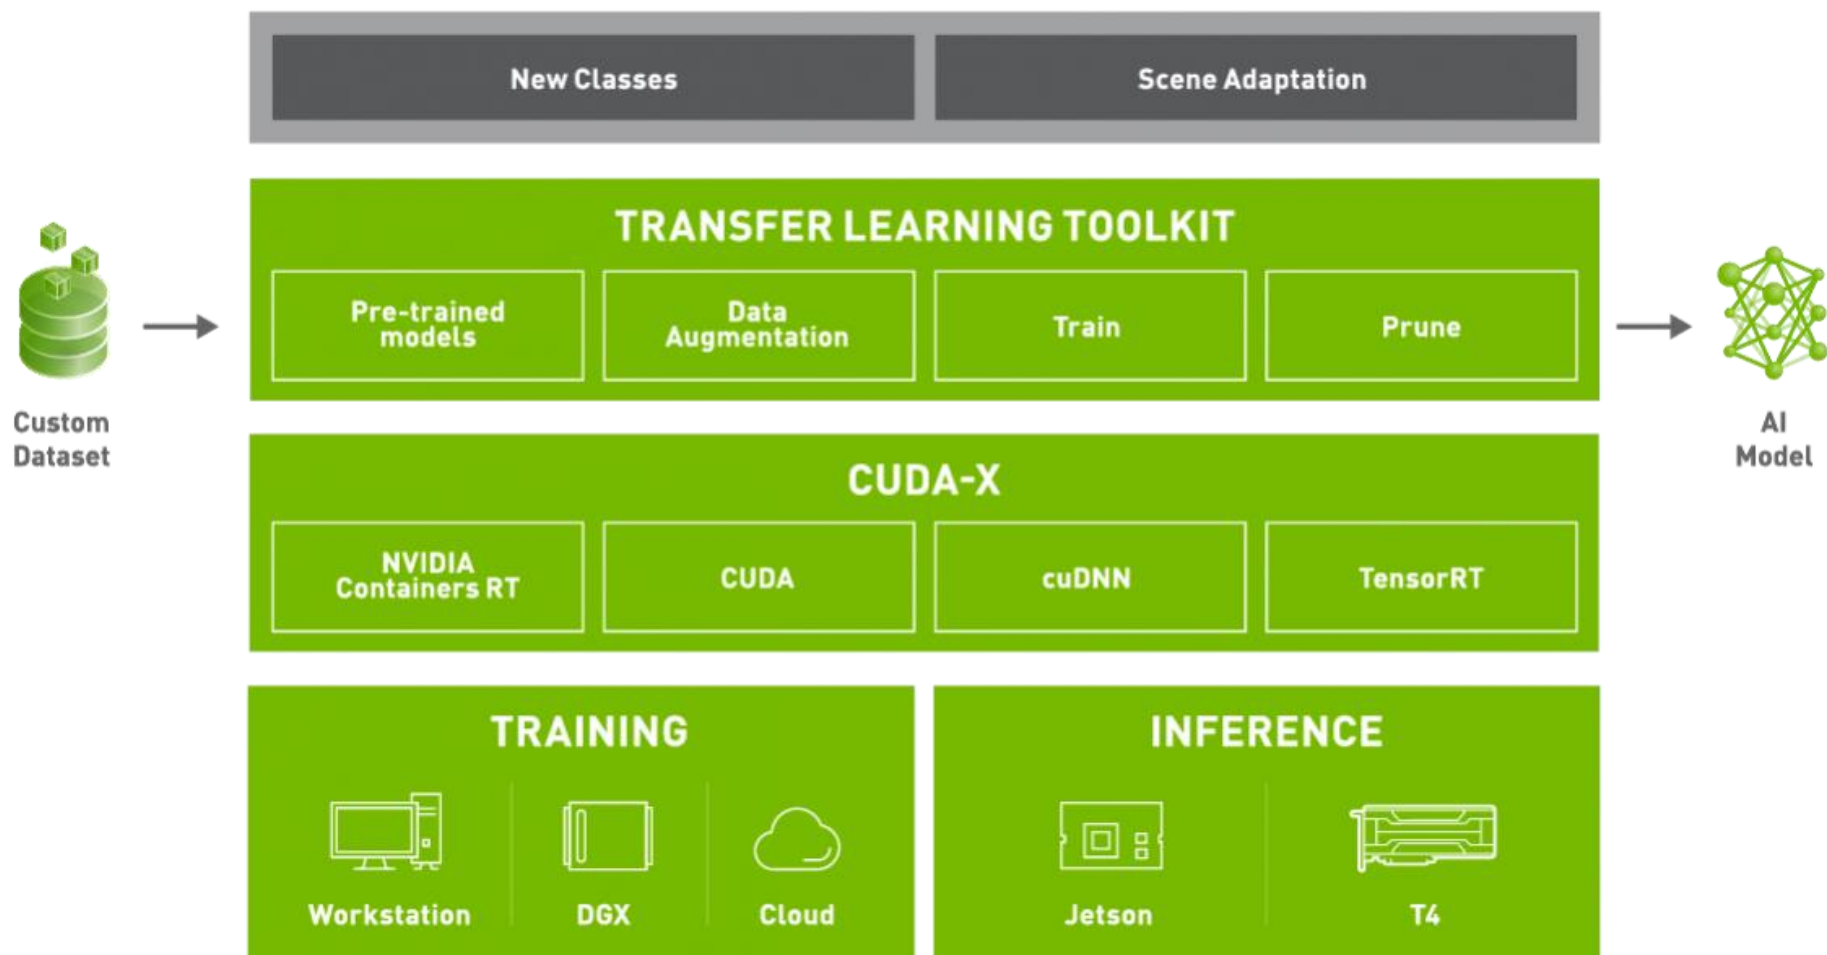 New Classes
Scene Adaptation
TRANSFER LEARNING TOOLKIT
Pre-trained
models
Data
Augmentation
Train
Prune
Custom
Dataset
AI
Model
CUDA-X
NVIDIA
Containers RT
CUDA
cuDNN
TensorRT
TRAINING
Workstation
DGX
Cloud
INFERENCE
Jetson
T4